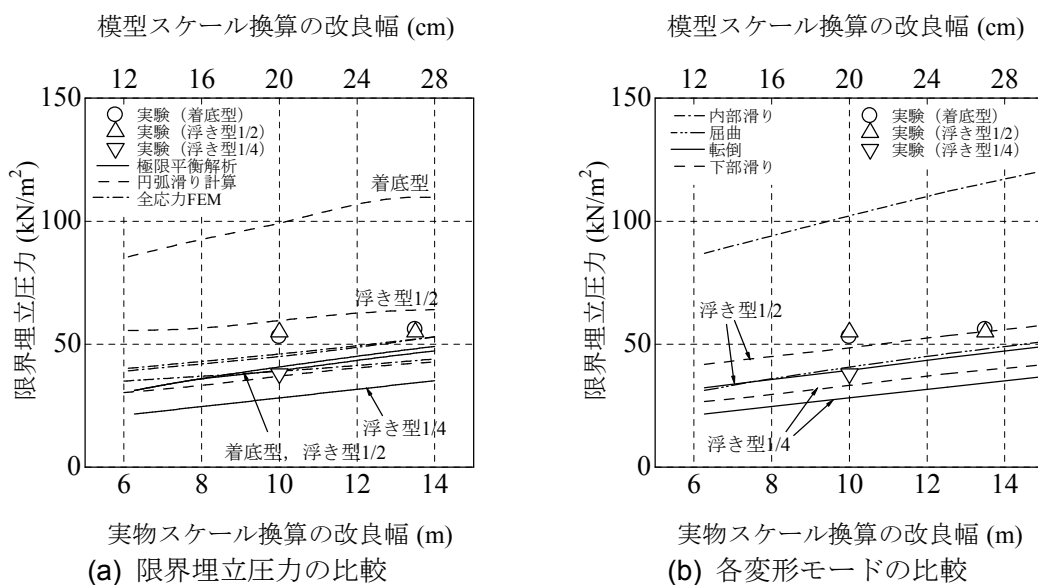 模型スケール換算の改良幅 (cm)
12 16 20 24 28
150
100
50
0
限界埋立圧力 (kN/m²)
実験（着底型）
実験（浮き型1/2）
実験（浮き型1/4）
極限平衡解析
円弧滑り計算
全応力FEM
着底型
浮き型1/2
浮き型1/4
着底型，浮き型1/2
6 8 10 12 14
実物スケール換算の改良幅 (m)
(a) 限界埋立圧力の比較
模型スケール換算の改良幅 (cm)
12 16 20 24 28
150
100
50
0
限界埋立圧力 (kN/m²)
内部滑り
屈曲
転倒
下部滑り
実験（着底型）
実験（浮き型1/2）
実験（浮き型1/4）
浮き型1/2
浮き型1/4
6 8 10 12 14
実物スケール換算の改良幅 (m)
(b) 各変形モードの比較